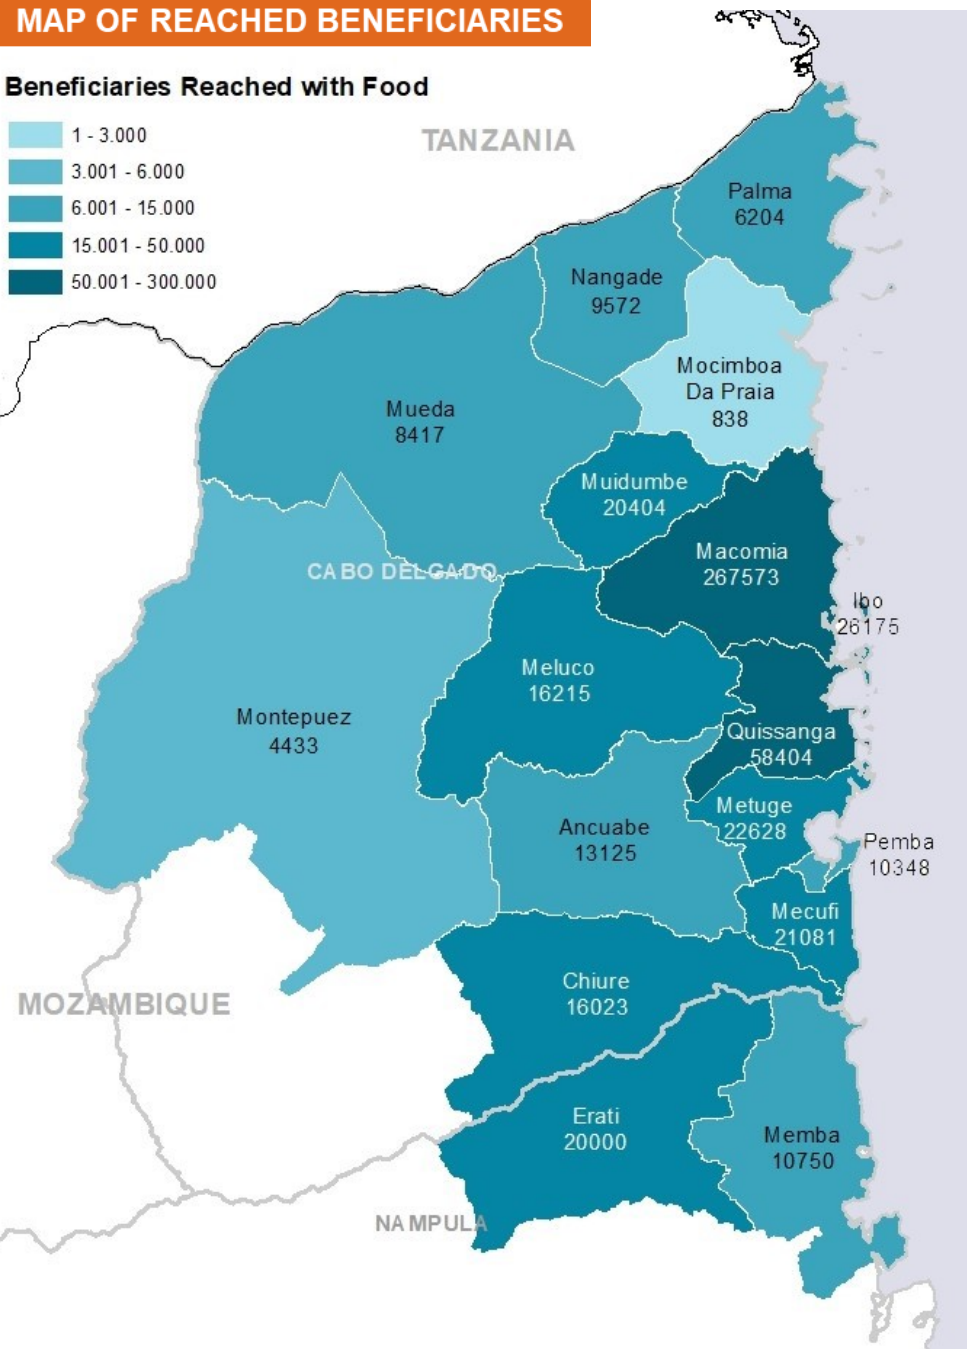 MAP OF REACHED BENEFICIARIES
Beneficiaries Reached with Food
1 - 3.000
3.001 - 6.000
6.001 - 15.000
15.001 - 50.000
50.001 - 300.000
TANZANIA
Palma
6204
Nangade
9572
Mocimboa
Da Praia
838
Mueda
8417
Muidumbe
20404
Macomia
267573
CABO DELGADO
Ibo
26175
Meluco
16215
Montepuez
4433
Quissanga
58404
Metuge
22628
Ancuabe
13125
Pemba
10348
Mecufi
21081
Chiure
16023
MOZAMBIQUE
Erati
20000
Memba
10750
NAMPULA